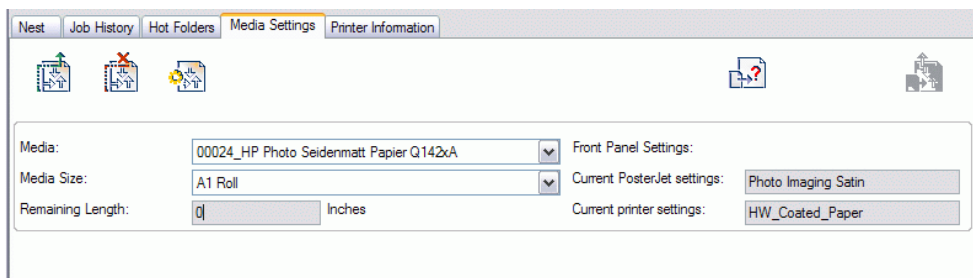 Nest Job History Hot Folders Media Settings Printer Information
?
Media: 00024_HP Photo Seidenmatt Papier Q142xA Front Panel Settings:
Media Size: A1 Roll Current PosterJet settings: Photo Imaging Satin
Remaining Length: 0 Inches Current printer settings: HW_Coated_Paper